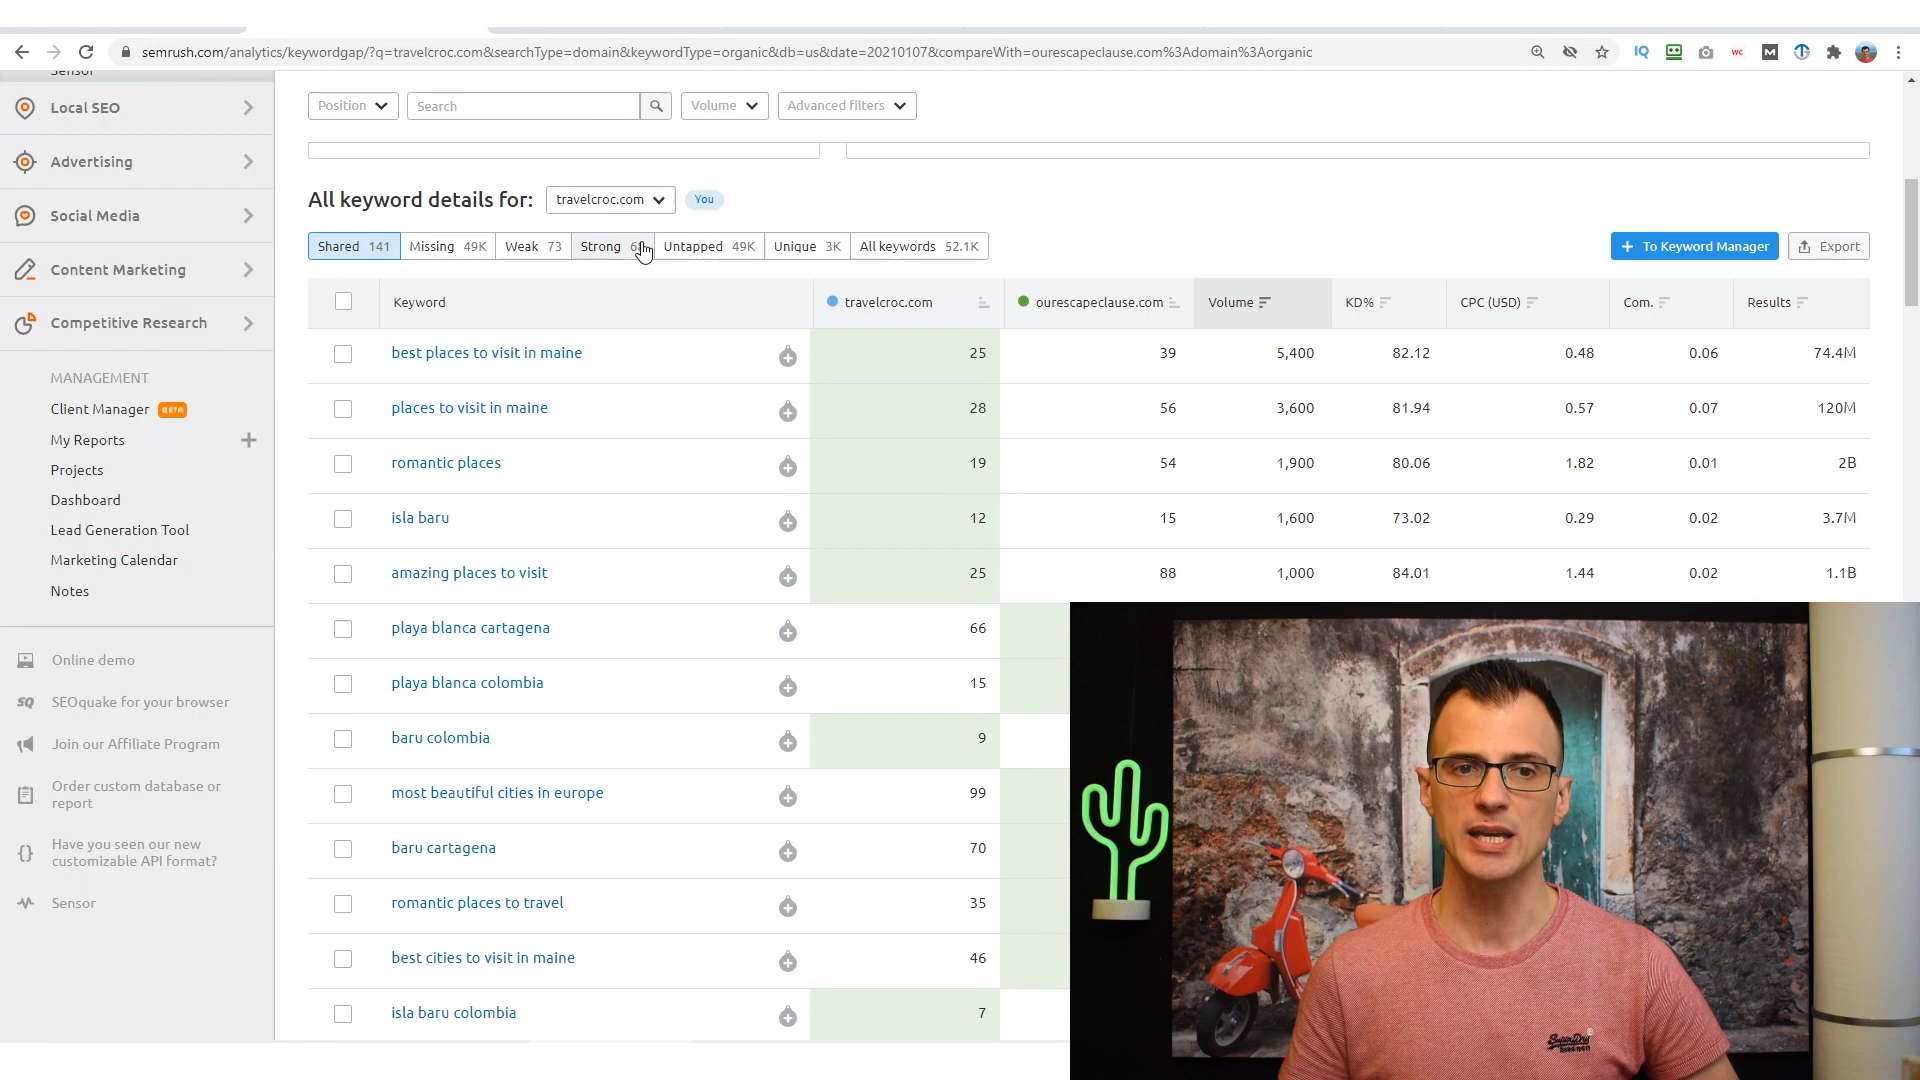 semrush.com/analytics/keywordgap/?q=travelcroc.com&searchType=domain&keywordType=organic&db=us&date=20210107&compareWith=ourescapeclause.com%3Adomain%3Aorganic
IQ
WC
M
Sensor
Position
Search
Volume
Advanced filters
Local SEO
Advertising
Social Media
Content Marketing
Competitive Research
MANAGEMENT
Client Manager BETA
My Reports
Projects
Dashboard
Lead Generation Tool
Marketing Calendar
Notes
Online demo
SEOquake for your browser
Join our Affiliate Program
Order custom database or
report
Have you seen our new
customizable API format?
Sensor
All keyword details for: travelcroc.com You
Shared 141 Missing 49K Weak 73 Strong Untapped 49K Unique 3K All keywords 52.1K
+ To Keyword Manager Export
Keyword travelcroc.com ourescapeclause.com Volume KD% CPC (USD) Com. Results
best places to visit in maine 25 39 5,400 82.12 0.48 0.06 74.4M
places to visit in maine 28 56 3,600 81.94 0.57 0.07 120M
romantic places 19 54 1,900 80.06 1.82 0.01 2B
isla baru 12 15 1,600 73.02 0.29 0.02 3.7M
amazing places to visit 25 88 1,000 84.01 1.44 0.02 1.1B
playa blanca cartagena 66
playa blanca colombia 15
baru colombia 9
most beautiful cities in europe 99
baru cartagena 70
romantic places to travel 35
best cities to visit in maine 46
isla baru colombia 7
SuperDry